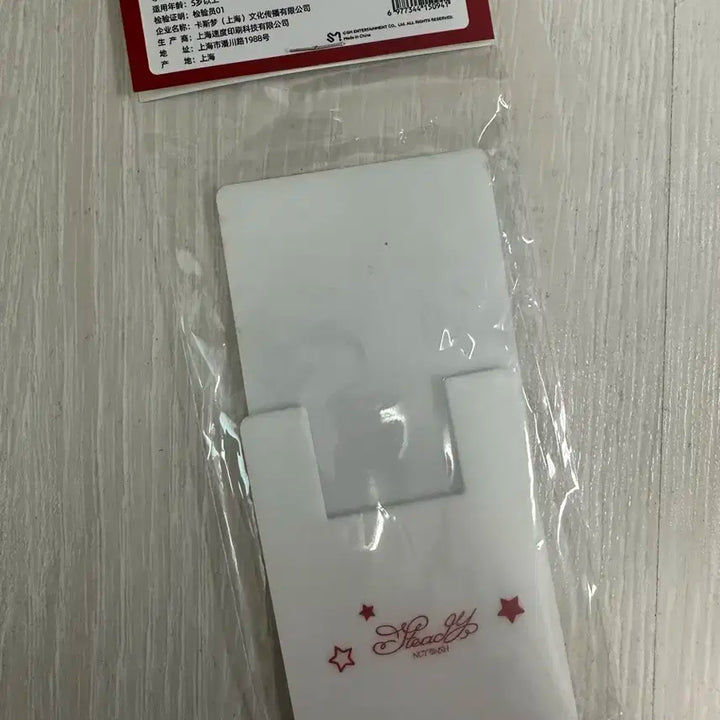 适用年龄：5岁以上
检验证明：检验员01
企业名称：卡斯梦（上海）文化传播有限公司
生 产 商：上海速度印刷科技有限公司
地 址：上海市潘川路1988号
产 地：上海
SM
©SM ENTERTAINMENT CO., Ltd. ALL RIGHTS RESERVED.
Made in China
Steady
NCT WISH